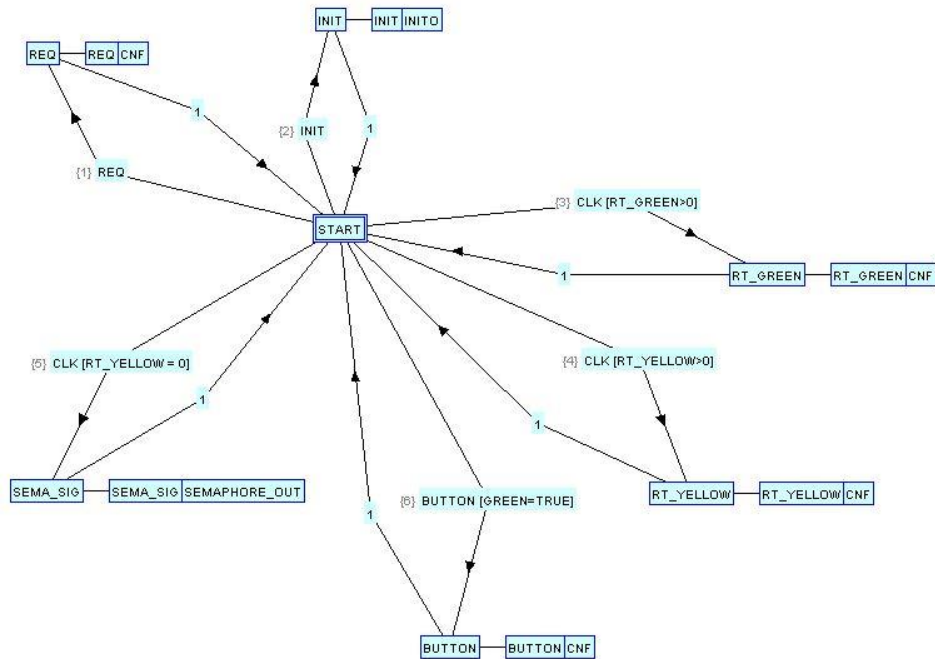 INIT INIT INITO
REQ REQ CNF
1
{2} INIT 1
{1} REQ
{3} CLK [RT_GREEN>0]
START
1 RT_GREEN RT_GREEN CNF
{5} CLK [RT_YELLOW = 0] {4} CLK [RT_YELLOW>0]
1
1
SEMA_SIG SEMA_SIG SEMAPHORE_OUT
RT_YELLOW RT_YELLOW CNF
{6} BUTTON [GREEN=TRUE]
1
BUTTON BUTTON CNF